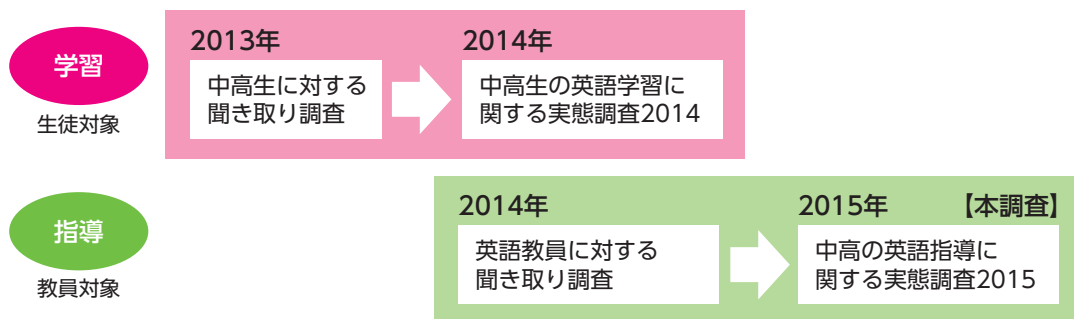 学習
生徒対象
2013年
中高生に対する
聞き取り調査
2014年
中高生の英語学習に
関する実態調査2014
指導
教員対象
2014年
英語教員に対する
聞き取り調査
2015年 【本調査】
中高の英語指導に
関する実態調査2015